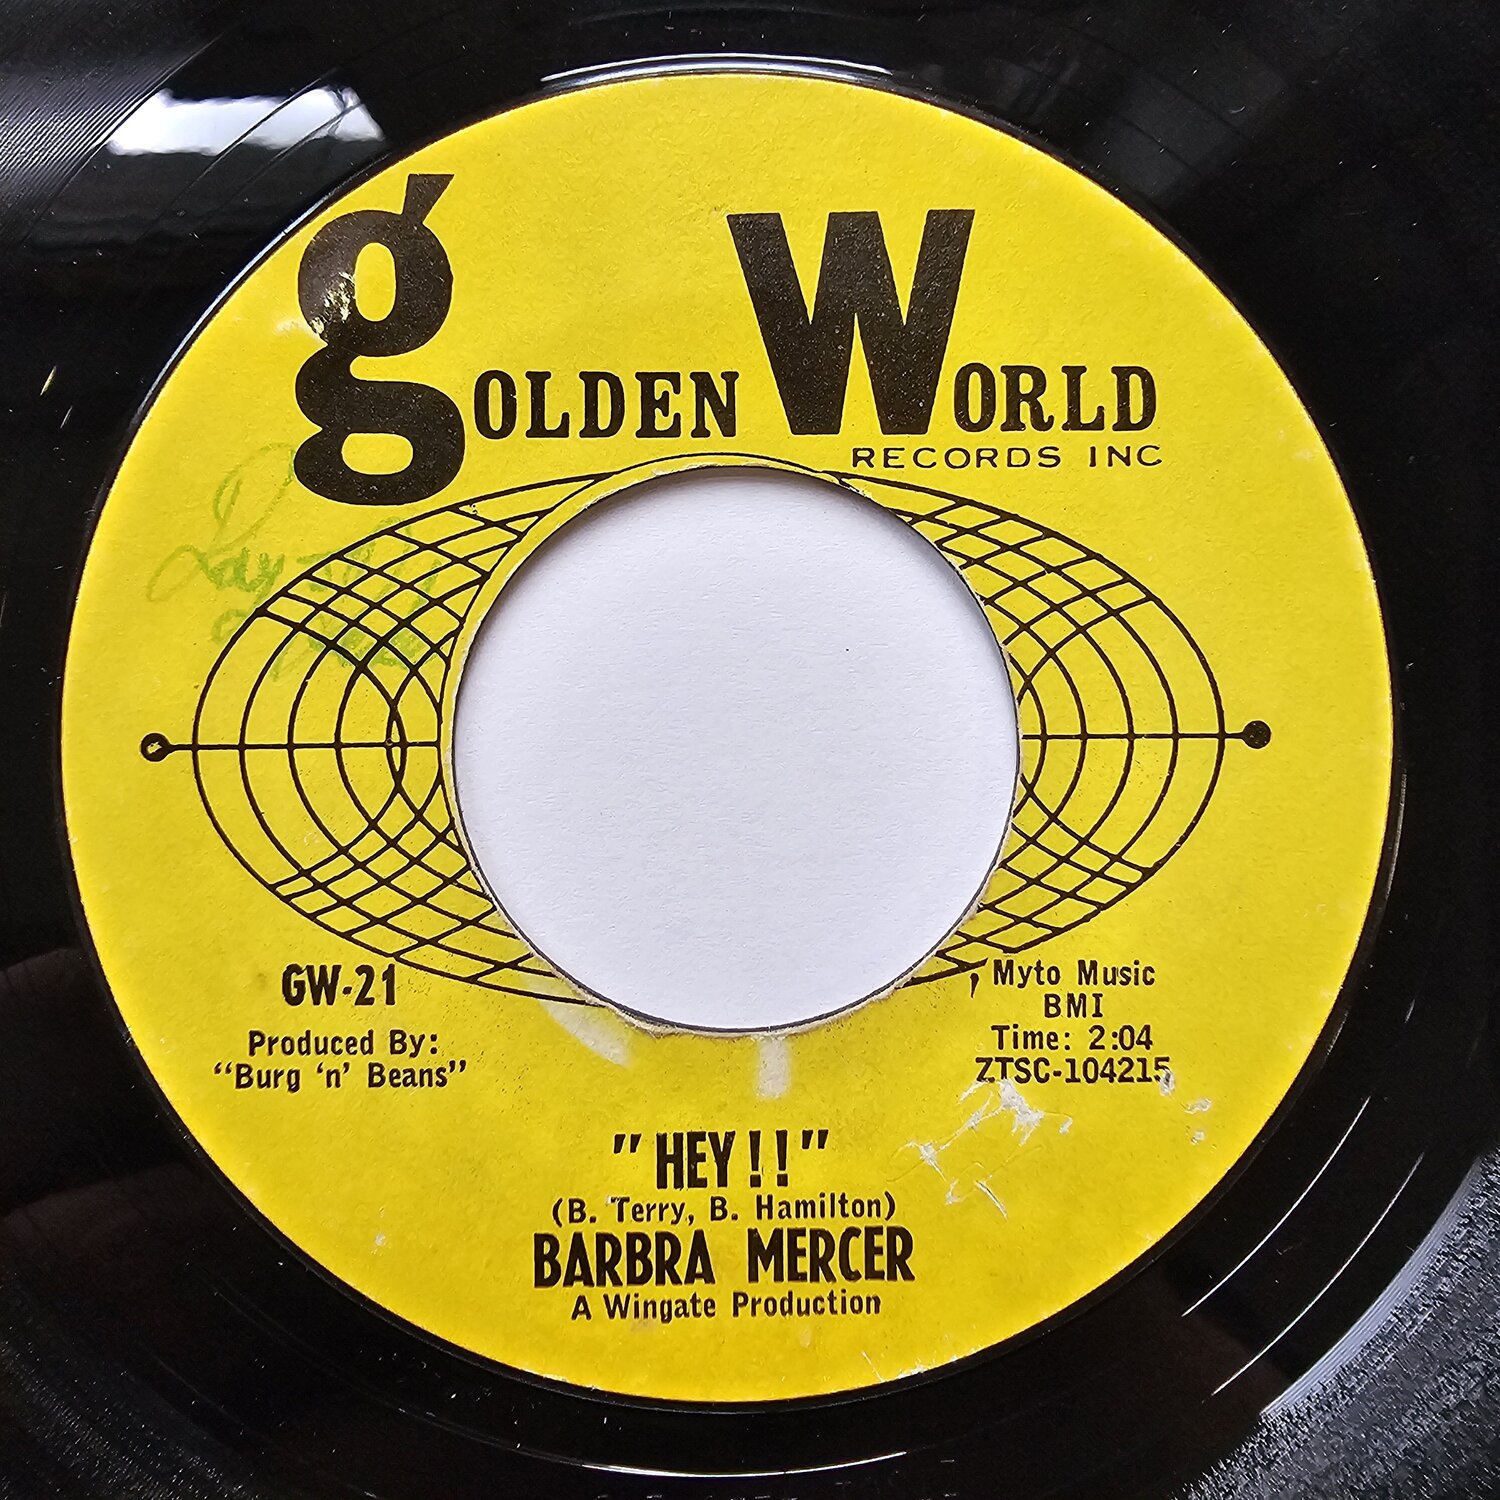 gOLDEN WORLD
RECORDS INC
GW-21
Produced By:
"Burg 'n' Beans"
Myto Music
BMI
Time: 2:04
ZTSC-104215
"HEY!!"
(B. Terry, B. Hamilton)
BARBRA MERCER
A Wingate Production